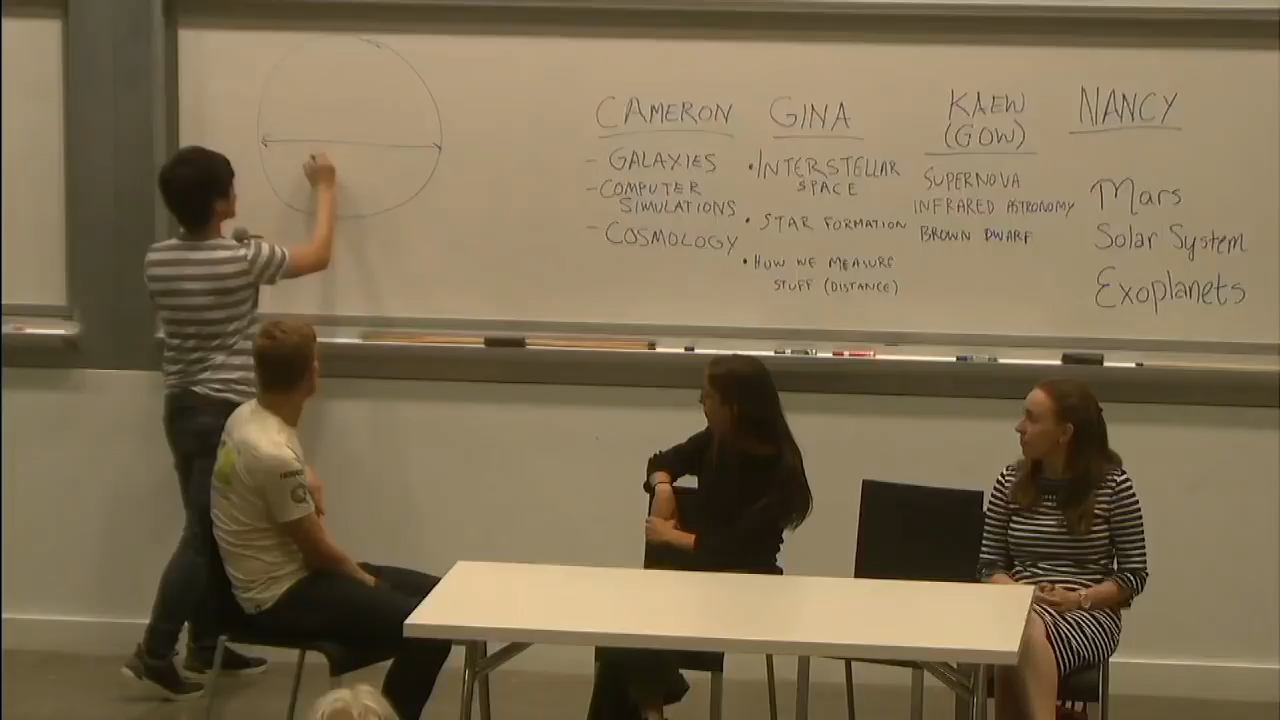 CAMERON
- GALAXIES
- COMPUTER
SIMULATIONS
- COSMOLOGY
GINA
• INTERSTELLAR
SPACE
• STAR FORMATION
• HOW WE MEASURE
STUFF (DISTANCE)
KAEW
(GOW)
SUPERNOVA
INFRARED ASTRONOMY
BROWN DWARF
NANCY
Mars
Solar System
Exoplanets